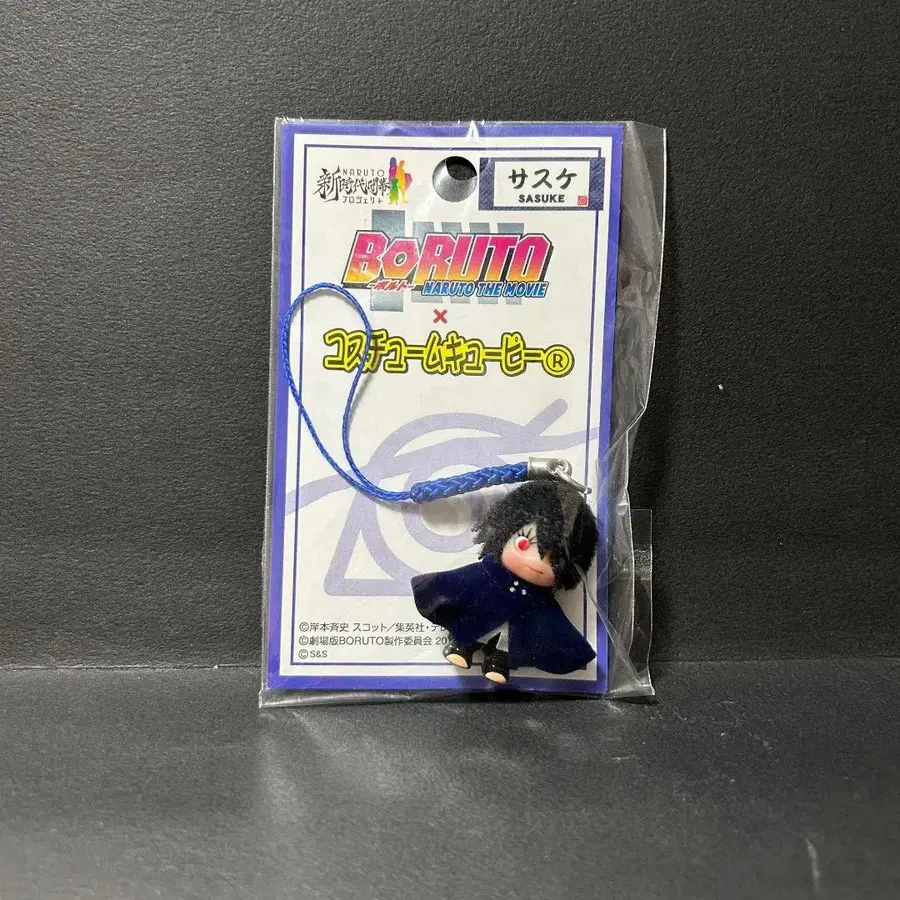 NARUTO
新時代開幕
プロジェクト
サスケ
SASUKE
BORUTO
-ボルト-
NARUTO THE MOVIE
×
コスチュームキューピー®
©岸本斉史 スコット／集英社・テレ
©劇場版BORUTO製作委員会 20
©S&S